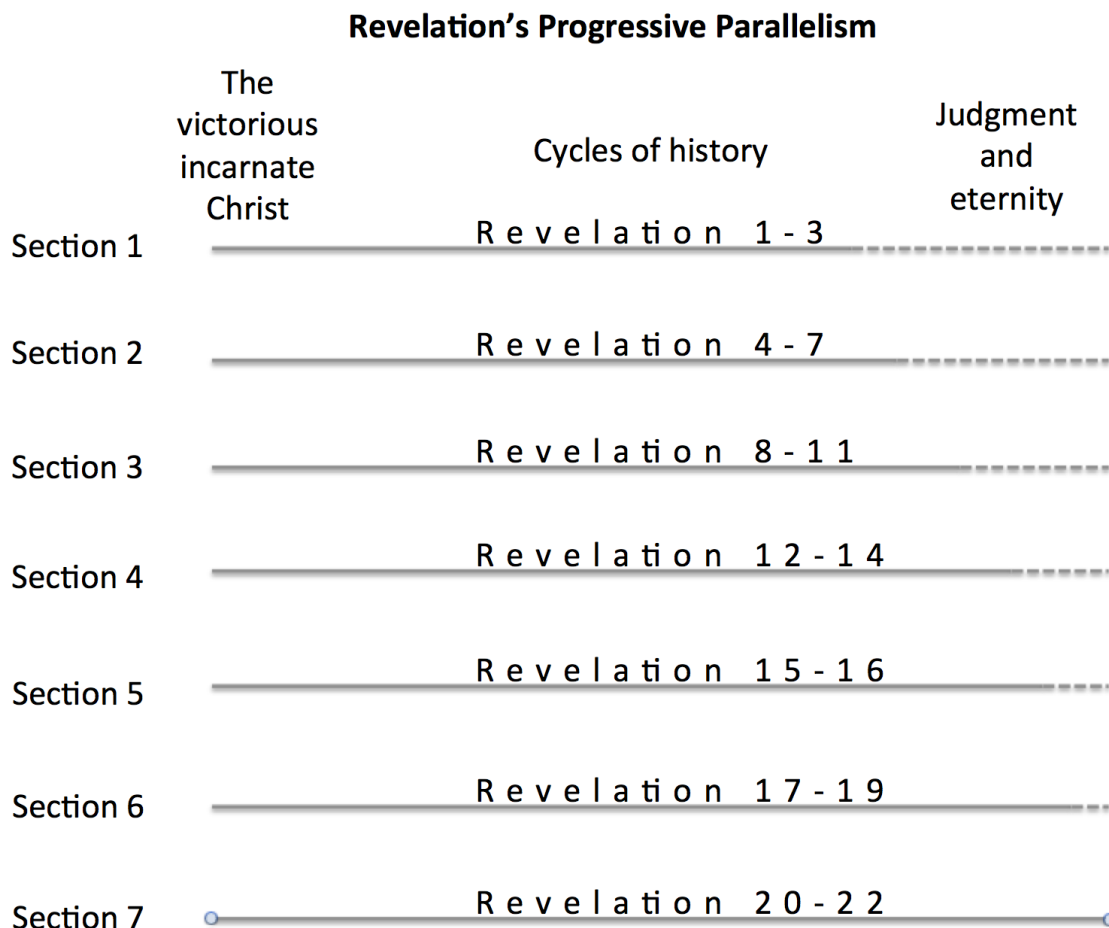 Revelation's Progressive Parallelism
The
victorious
incarnate
Christ
Cycles of history
Judgment
and
eternity
Section 1
Revelation 1-3
Section 2
Revelation 4-7
Section 3
Revelation 8-11
Section 4
Revelation 12-14
Section 5
Revelation 15-16
Section 6
Revelation 17-19
Section 7
Revelation 20-22